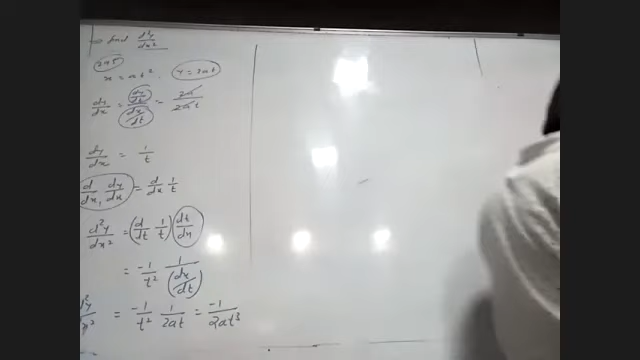 → find d²y/dx²
x = at², y = 2at
dy/dx = (dy/dt)/(dx/dt) = 2a/2at
dy/dx = 1/t
d/dx, dy/dx = d/dx 1/t
d²y/dx² = (d/dt 1/t) dt/dx
= -1/t² 1/(dx/dt)
= -1/t² 1/2at = -1/2at³